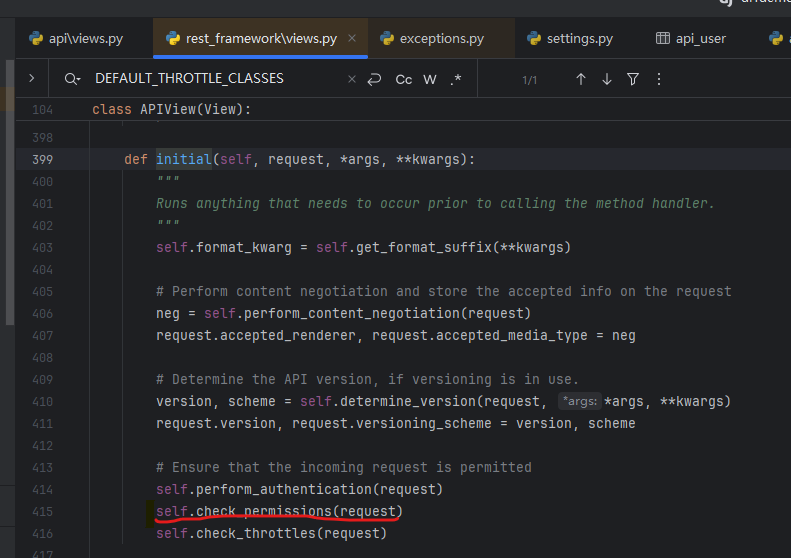 api\views.py rest_framework\views.py exceptions.py settings.py api_user
DEFAULT_THROTTLE_CLASSES Cc W .* 1/1
104 class APIView(View):
398
399 def initial(self, request, *args, **kwargs):
400 """
401 Runs anything that needs to occur prior to calling the method handler.
402 """
403 self.format_kwarg = self.get_format_suffix(**kwargs)
404
405 # Perform content negotiation and store the accepted info on the request
406 neg = self.perform_content_negotiation(request)
407 request.accepted_renderer, request.accepted_media_type = neg
408
409 # Determine the API version, if versioning is in use.
410 version, scheme = self.determine_version(request, *args: *args, **kwargs)
411 request.version, request.versioning_scheme = version, scheme
412
413 # Ensure that the incoming request is permitted
414 self.perform_authentication(request)
415 self.check_permissions(request)
416 self.check_throttles(request)
417